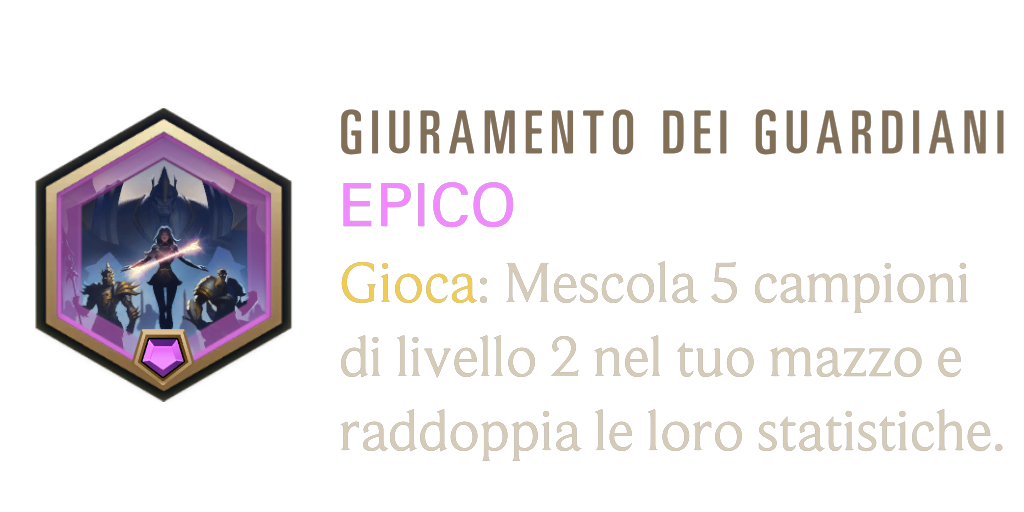 GIURAMENTO DEI GUARDIANI
EPICO
Gioca: Mescola 5 campioni
di livello 2 nel tuo mazzo e
raddoppia le loro statistiche.